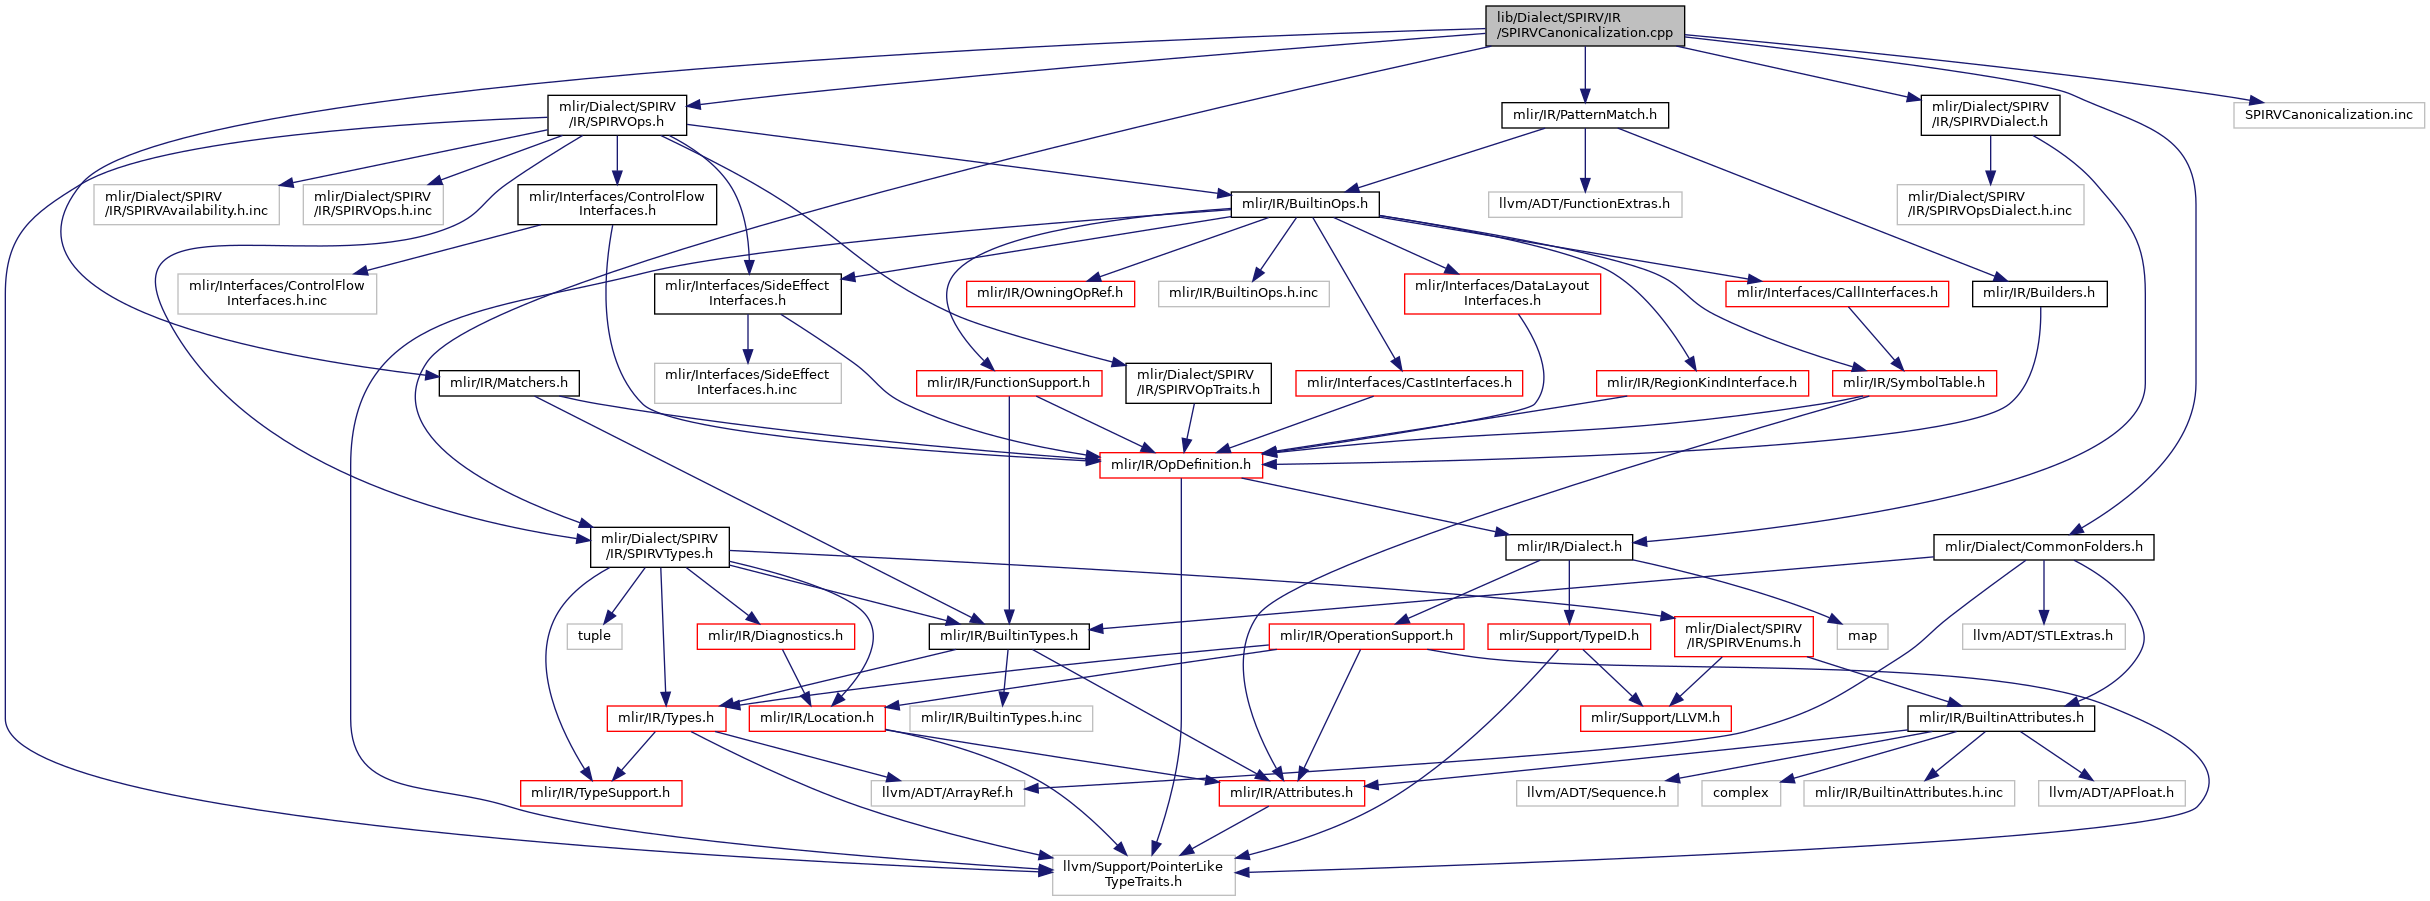 lib/Dialect/SPIRV/IR
/SPIRVCanonicalization.cpp
mlir/Dialect/SPIRV
/IR/SPIRVOps.h
mlir/IR/PatternMatch.h
mlir/Dialect/SPIRV
/IR/SPIRVDialect.h
SPIRVCanonicalization.inc
mlir/Dialect/SPIRV
/IR/SPIRVAvailability.h.inc
mlir/Dialect/SPIRV
/IR/SPIRVOps.h.inc
mlir/Interfaces/ControlFlow
Interfaces.h
mlir/IR/BuiltinOps.h
llvm/ADT/FunctionExtras.h
mlir/Dialect/SPIRV
/IR/SPIRVOpsDialect.h.inc
mlir/Interfaces/ControlFlow
Interfaces.h.inc
mlir/Interfaces/SideEffect
Interfaces.h
mlir/IR/OwningOpRef.h
mlir/IR/BuiltinOps.h.inc
mlir/Interfaces/DataLayout
Interfaces.h
mlir/Interfaces/CallInterfaces.h
mlir/IR/Builders.h
mlir/IR/Matchers.h
mlir/Interfaces/SideEffect
Interfaces.h.inc
mlir/IR/FunctionSupport.h
mlir/Dialect/SPIRV
/IR/SPIRVOpTraits.h
mlir/Interfaces/CastInterfaces.h
mlir/IR/RegionKindInterface.h
mlir/IR/SymbolTable.h
mlir/IR/OpDefinition.h
mlir/Dialect/SPIRV
/IR/SPIRVTypes.h
mlir/IR/Dialect.h
mlir/Dialect/CommonFolders.h
tuple
mlir/IR/Diagnostics.h
mlir/IR/BuiltinTypes.h
mlir/IR/OperationSupport.h
mlir/Support/TypeID.h
mlir/Dialect/SPIRV
/IR/SPIRVEnums.h
map
llvm/ADT/STLExtras.h
mlir/IR/Types.h
mlir/IR/Location.h
mlir/IR/BuiltinTypes.h.inc
mlir/Support/LLVM.h
mlir/IR/BuiltinAttributes.h
mlir/IR/TypeSupport.h
llvm/ADT/ArrayRef.h
mlir/IR/Attributes.h
llvm/ADT/Sequence.h
complex
mlir/IR/BuiltinAttributes.h.inc
llvm/ADT/APFloat.h
llvm/Support/PointerLike
TypeTraits.h